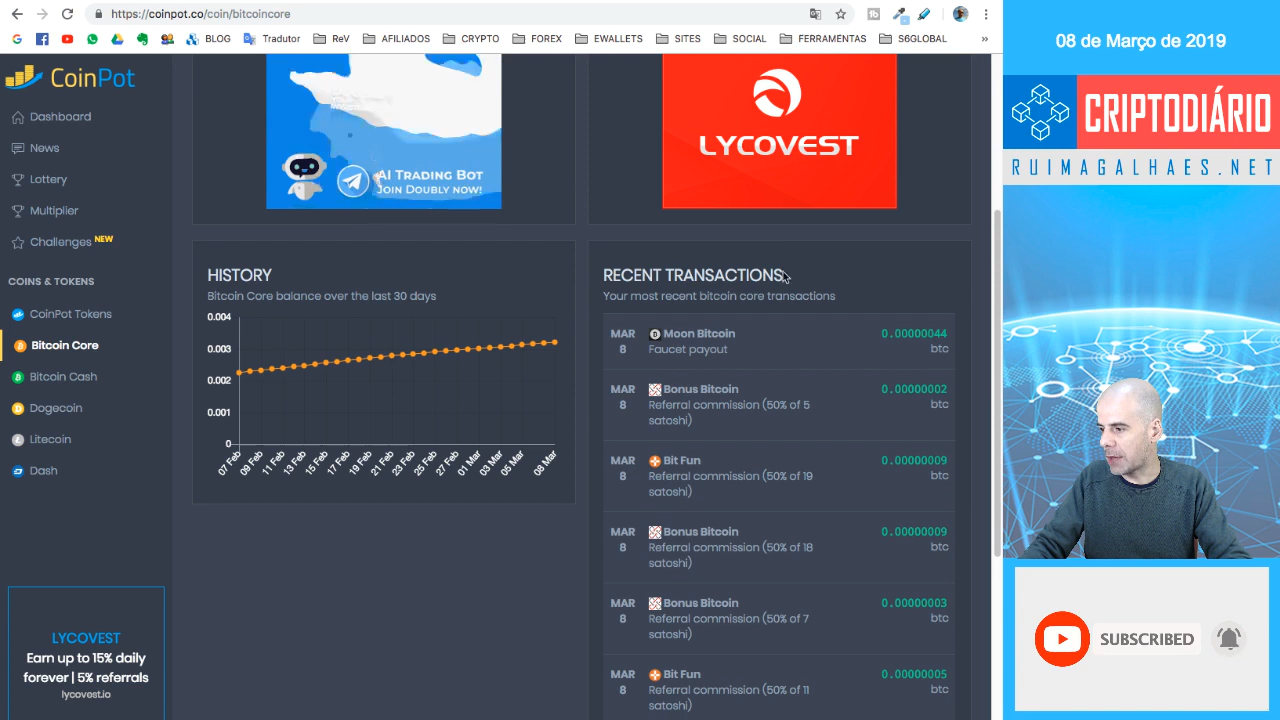 https://coinpot.co/coin/bitcoincore
BLOG
Tradutor
ReV
AFILIADOS
CRYPTO
FOREX
EWALLETS
SITES
SOCIAL
FERRAMENTAS
S6GLOBAL
»
CoinPot
Dashboard
News
Lottery
Multiplier
Challenges NEW
COINS & TOKENS
CoinPot Tokens
Bitcoin Core
Bitcoin Cash
Dogecoin
Litecoin
Dash
LYCOVEST
Earn up to 15% daily
forever | 5% referrals
lycovest.io
AI TRADING BOT
JOIN DOUBLY NOW!
LYCOVEST
HISTORY
Bitcoin Core balance over the last 30 days
0.004
0.003
0.002
0.001
0
07 Feb
09 Feb
11 Feb
13 Feb
15 Feb
17 Feb
19 Feb
21 Feb
23 Feb
25 Feb
27 Feb
01 Mar
03 Mar
05 Mar
08 Mar
RECENT TRANSACTIONS
Your most recent bitcoin core transactions
MAR Moon Bitcoin 0.00000044
8 Faucet payout btc
MAR Bonus Bitcoin 0.00000002
8 Referral commission (50% of 5 btc
satoshi)
MAR Bit Fun 0.00000009
8 Referral commission (50% of 19 btc
satoshi)
MAR Bonus Bitcoin 0.00000009
8 Referral commission (50% of 18 btc
satoshi)
MAR Bonus Bitcoin 0.00000003
8 Referral commission (50% of 7 btc
satoshi)
MAR Bit Fun 0.00000005
8 Referral commission (50% of 11 btc
satoshi)
08 de Março de 2019
CRIPTODIÁRIO
RUIMAGALHAES.NET
SUBSCRIBED